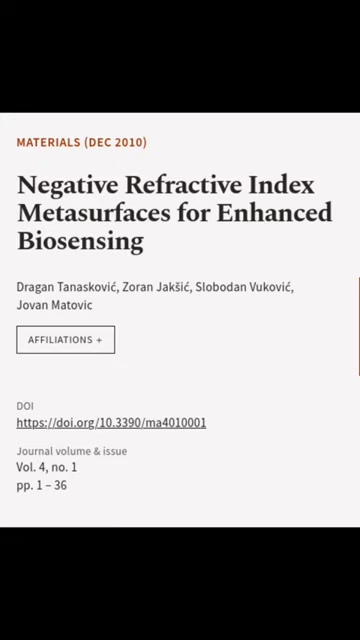 MATERIALS (DEC 2010)
Negative Refractive Index
Metasurfaces for Enhanced
Biosensing
Dragan Tanasković, Zoran Jakšić, Slobodan Vuković,
Jovan Matovic
AFFILIATIONS +
DOI
https://doi.org/10.3390/ma4010001
Journal volume & issue
Vol. 4, no. 1
pp. 1 – 36